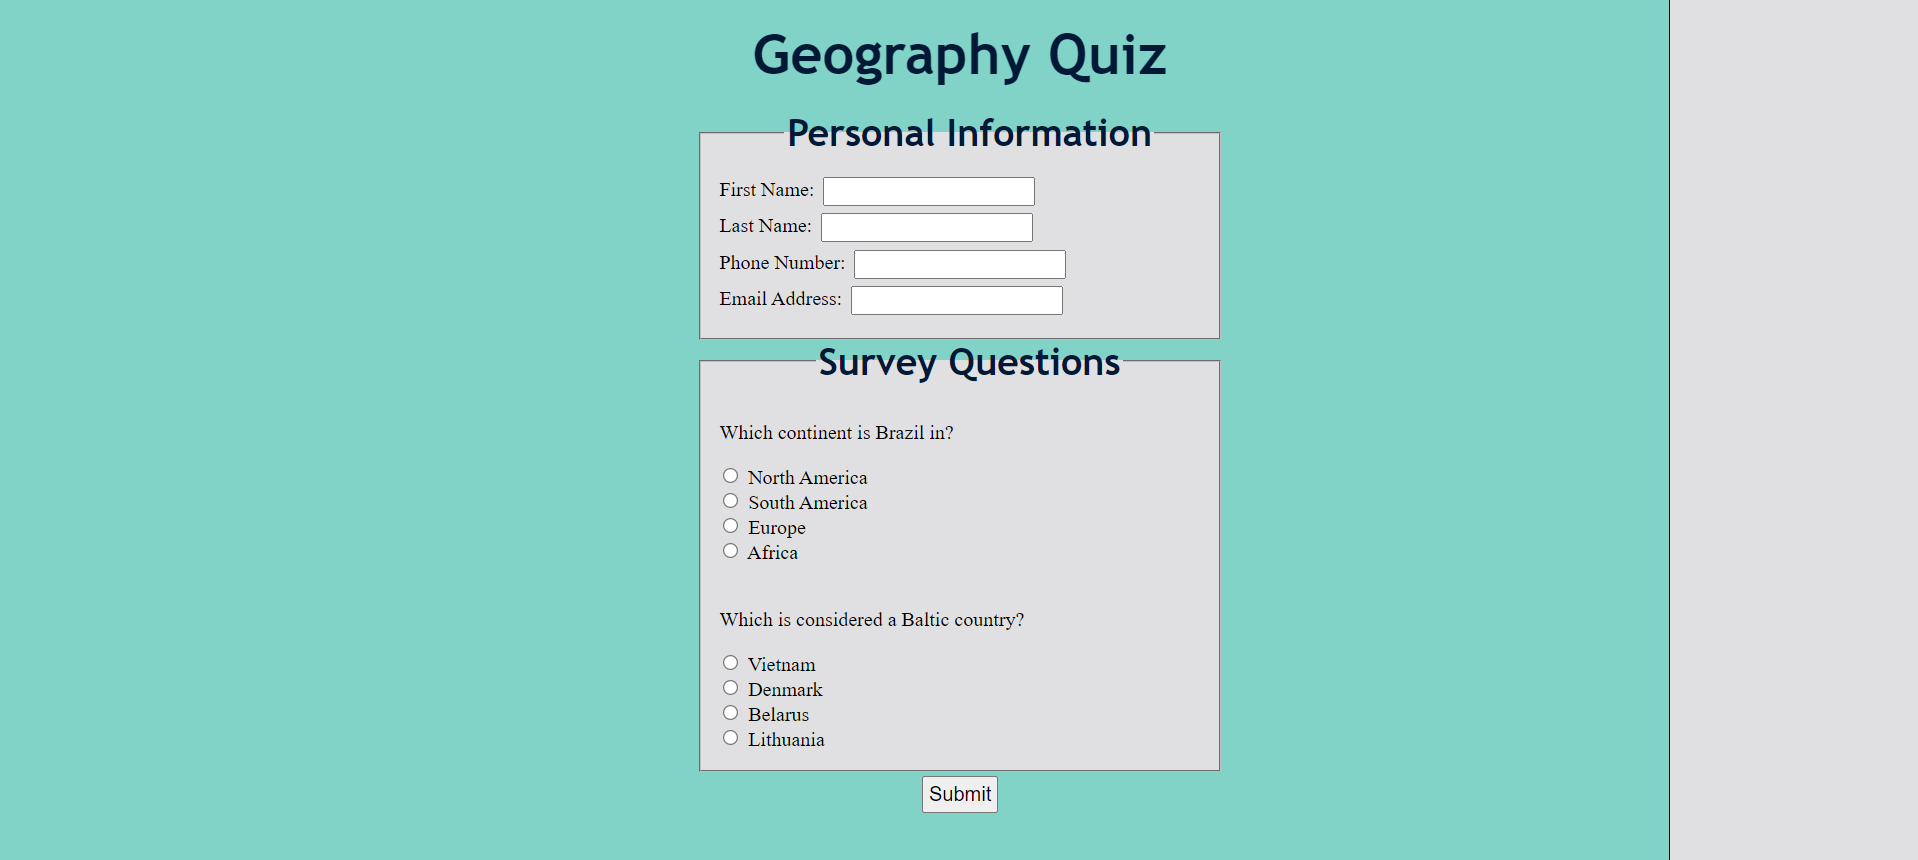 Geography Quiz
Personal Information
First Name:
Last Name:
Phone Number:
Email Address:
Survey Questions
Which continent is Brazil in?
North America
South America
Europe
Africa
Which is considered a Baltic country?
Vietnam
Denmark
Belarus
Lithuania
Submit